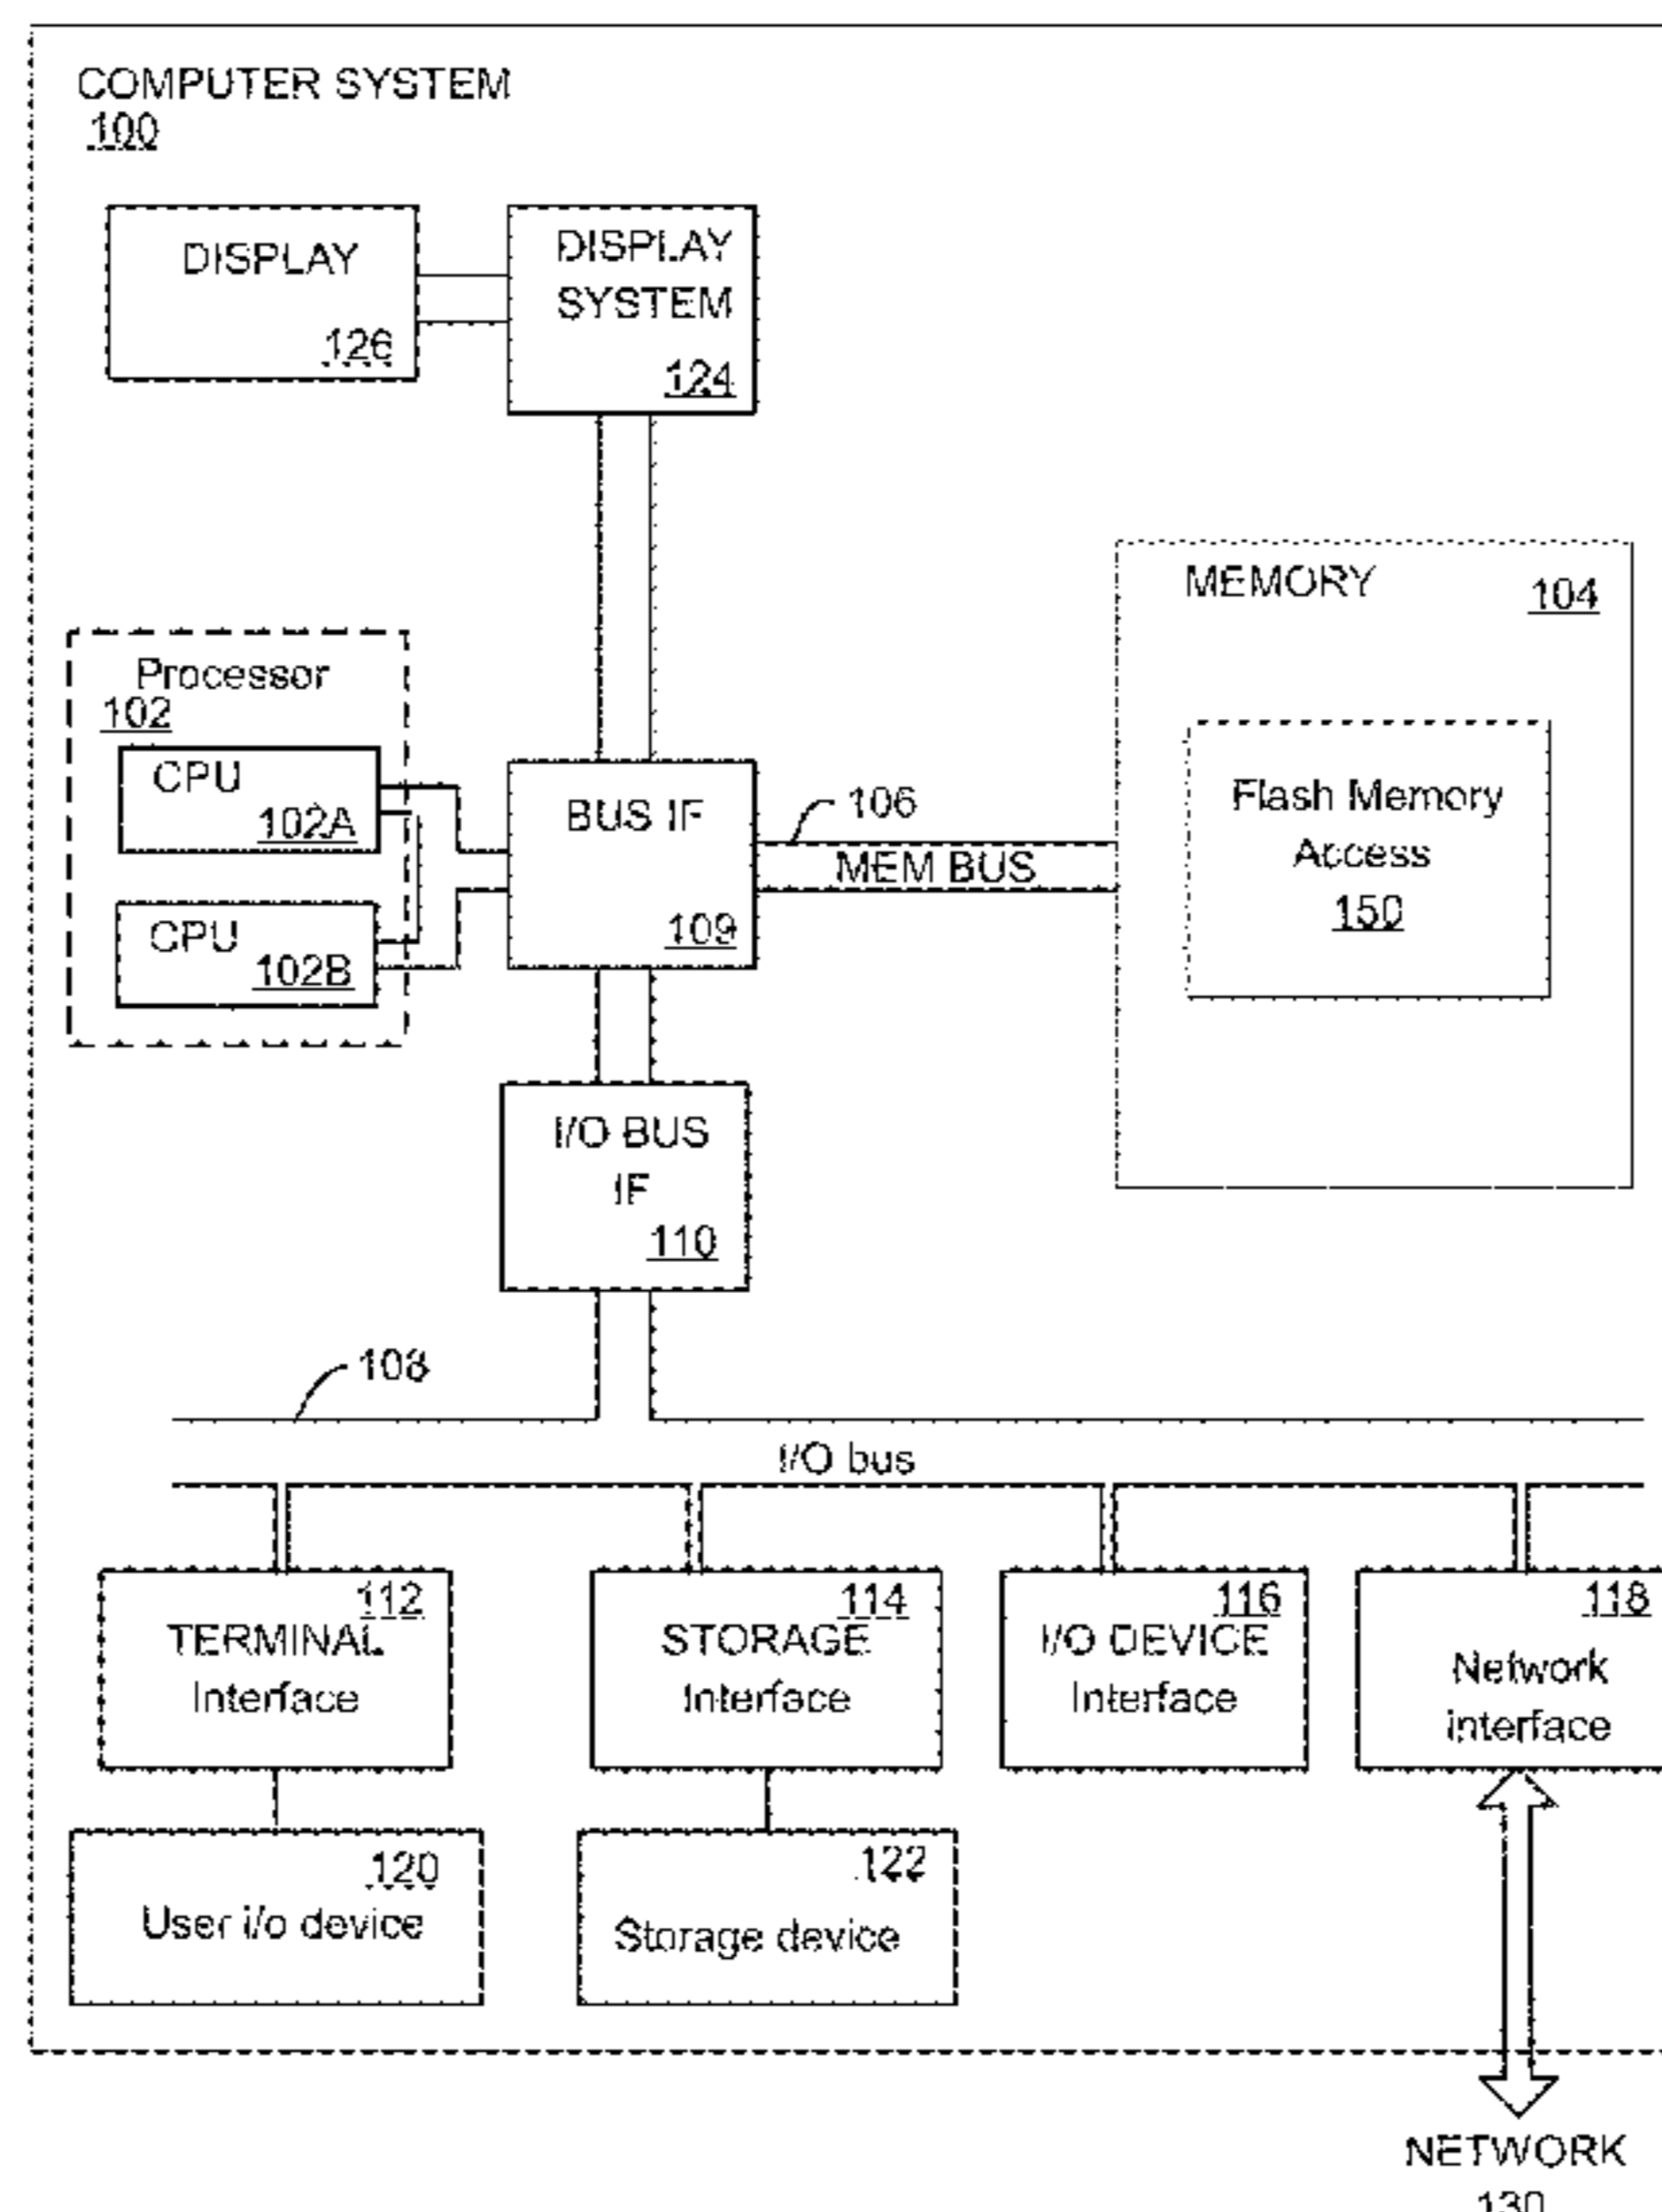 COMPUTER SYSTEM
100
DISPLAY
126
DISPLAY
SYSTEM
124
MEMORY
104
Processor
102
CPU
102A
CPU
102B
BUS IF
109
106
MEM BUS
Flash Memory
Access
150
I/O BUS
IF
110
108
I/O bus
112
TERMINAL
Interface
114
STORAGE
Interface
116
I/O DEVICE
Interface
118
Network
interface
120
User i/o device
122
Storage device
NETWORK
130